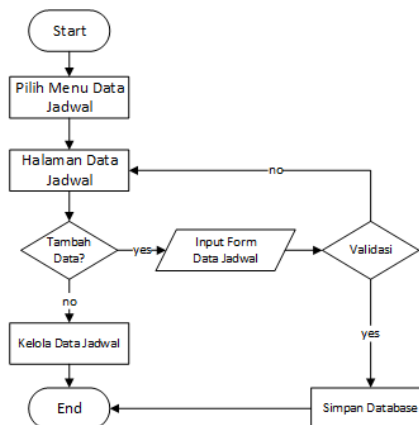 Start
Pilih Menu Data
Jadwal
Halaman Data
Jadwal
no
Tambah
Data?
yes
Input Form
Data Jadwal
Validasi
no
yes
Kelola Data Jadwal
End
Simpan Database